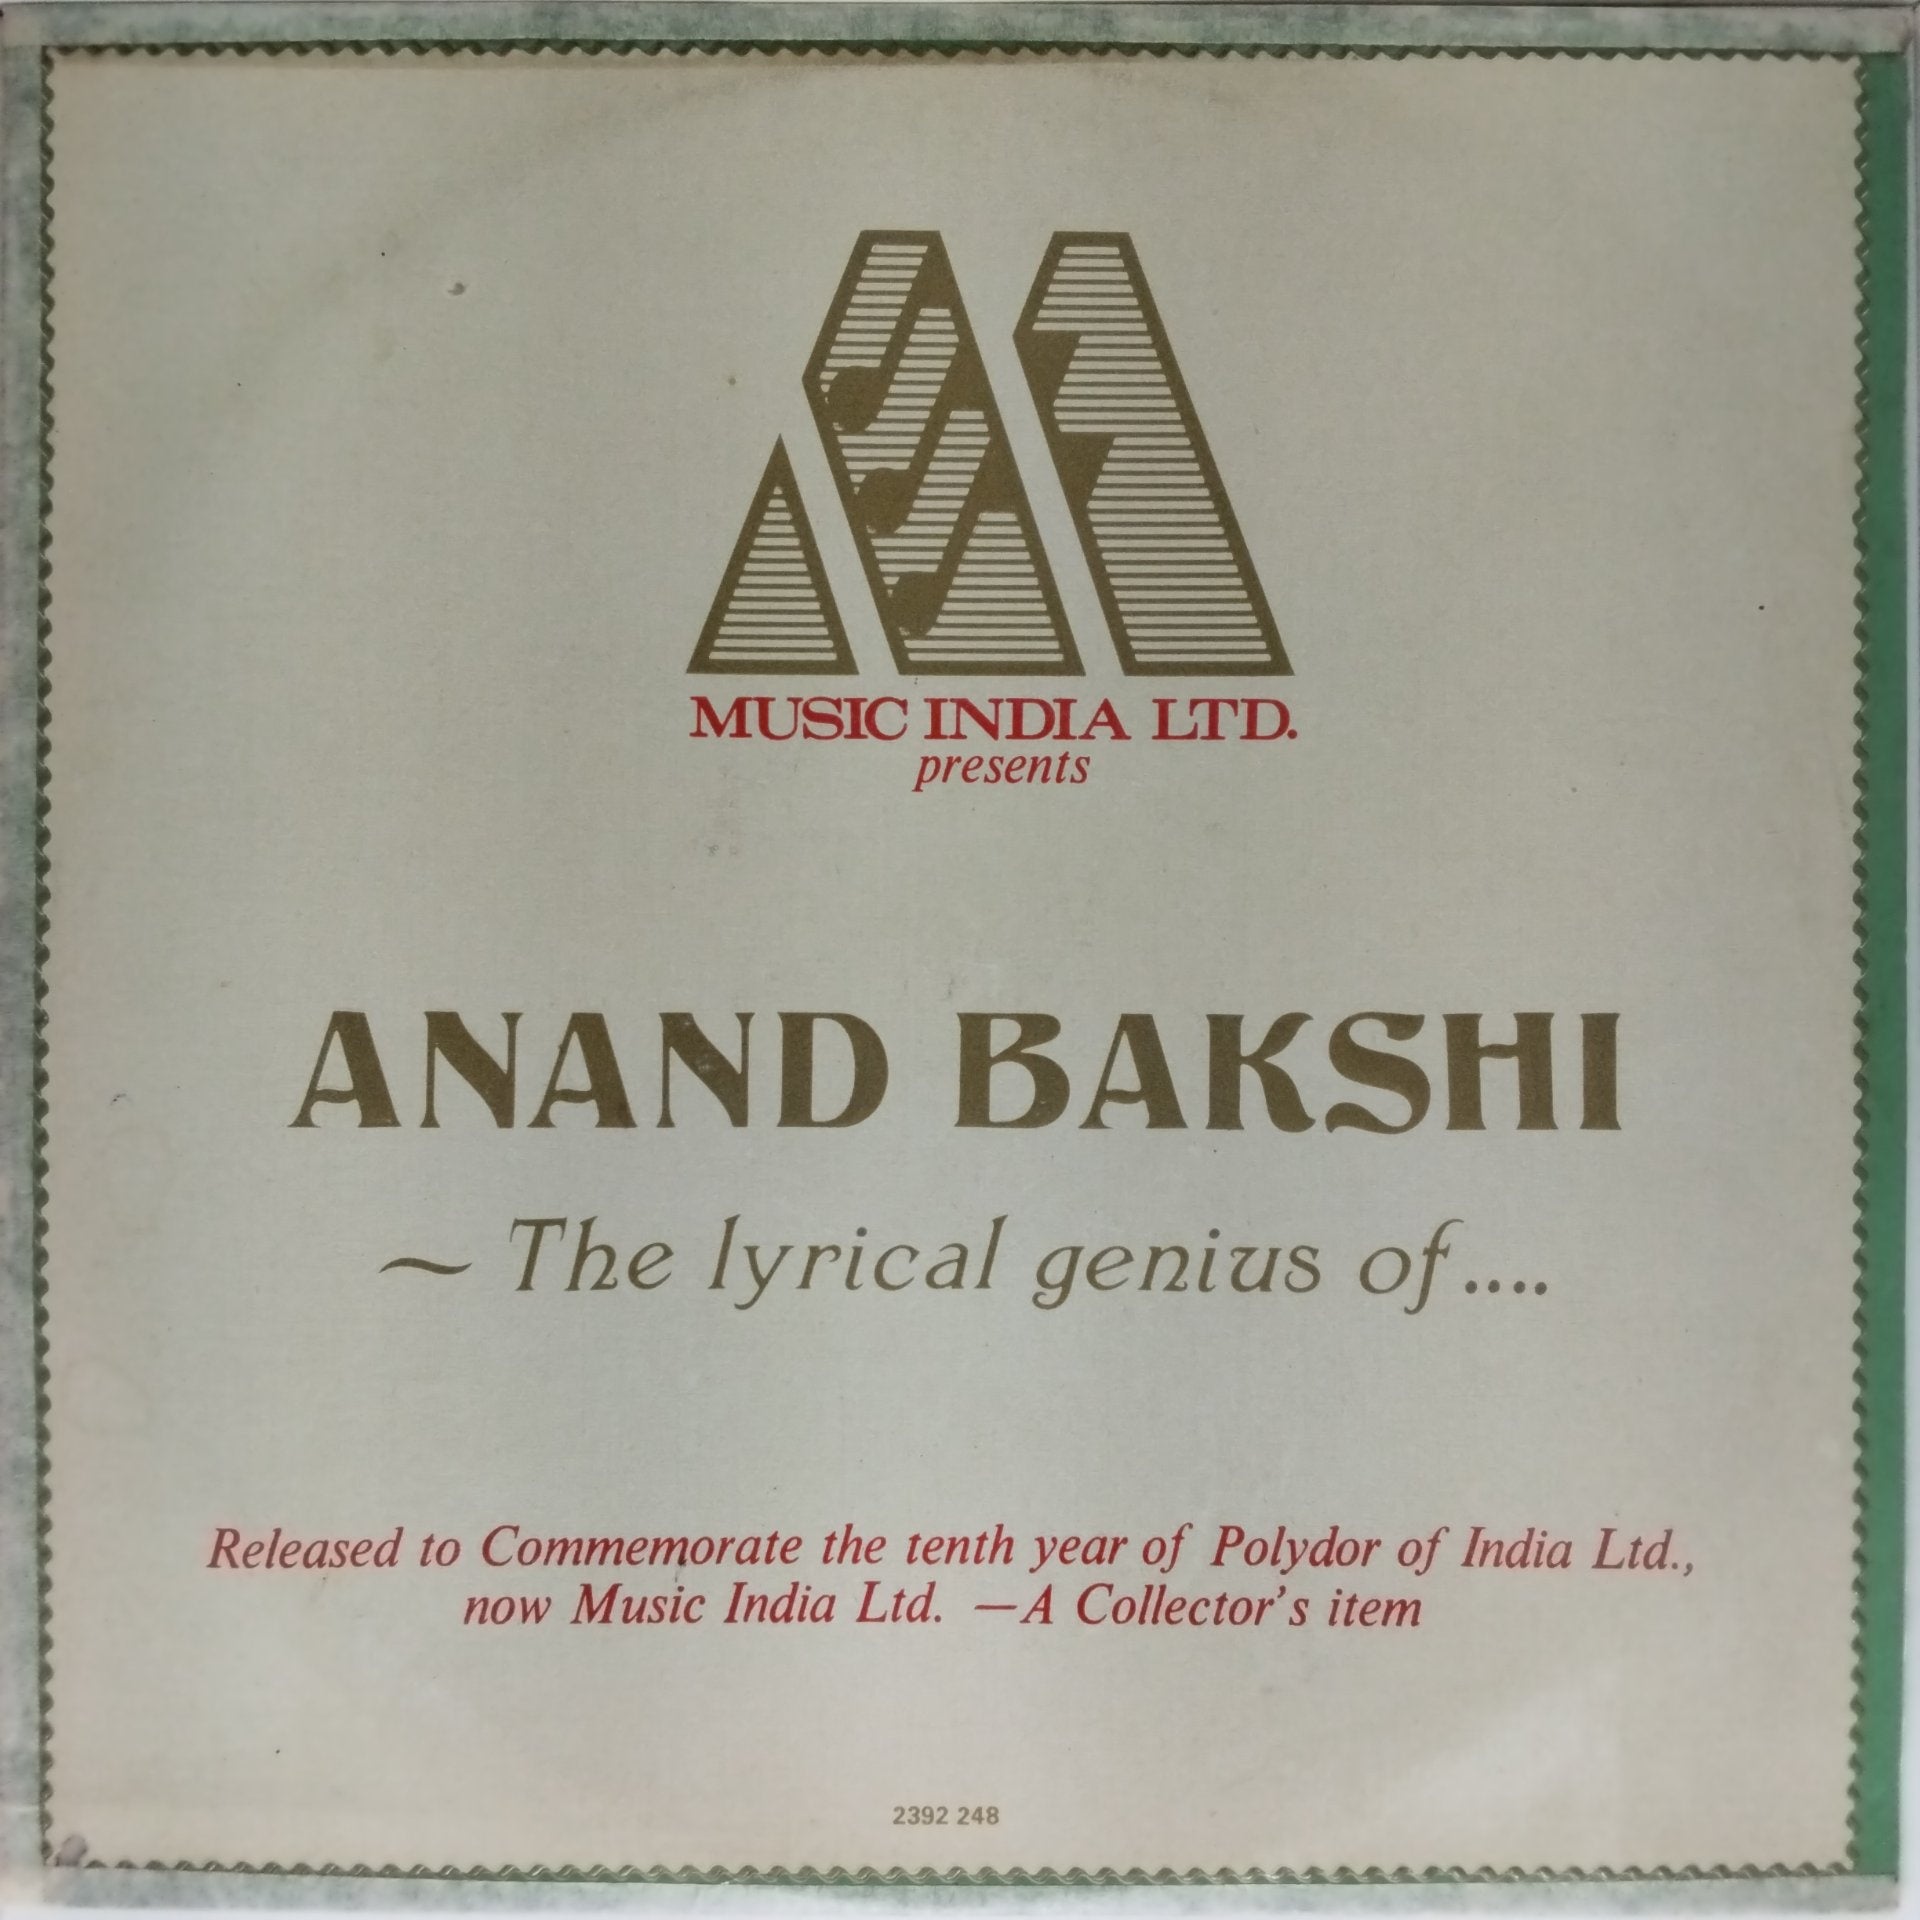 MUSIC INDIA LTD.
presents
ANAND BAKSHI
~ The lyrical genius of....
Released to Commemorate the tenth year of Polydor of India Ltd.,
now Music India Ltd. —A Collector's item
2392 248